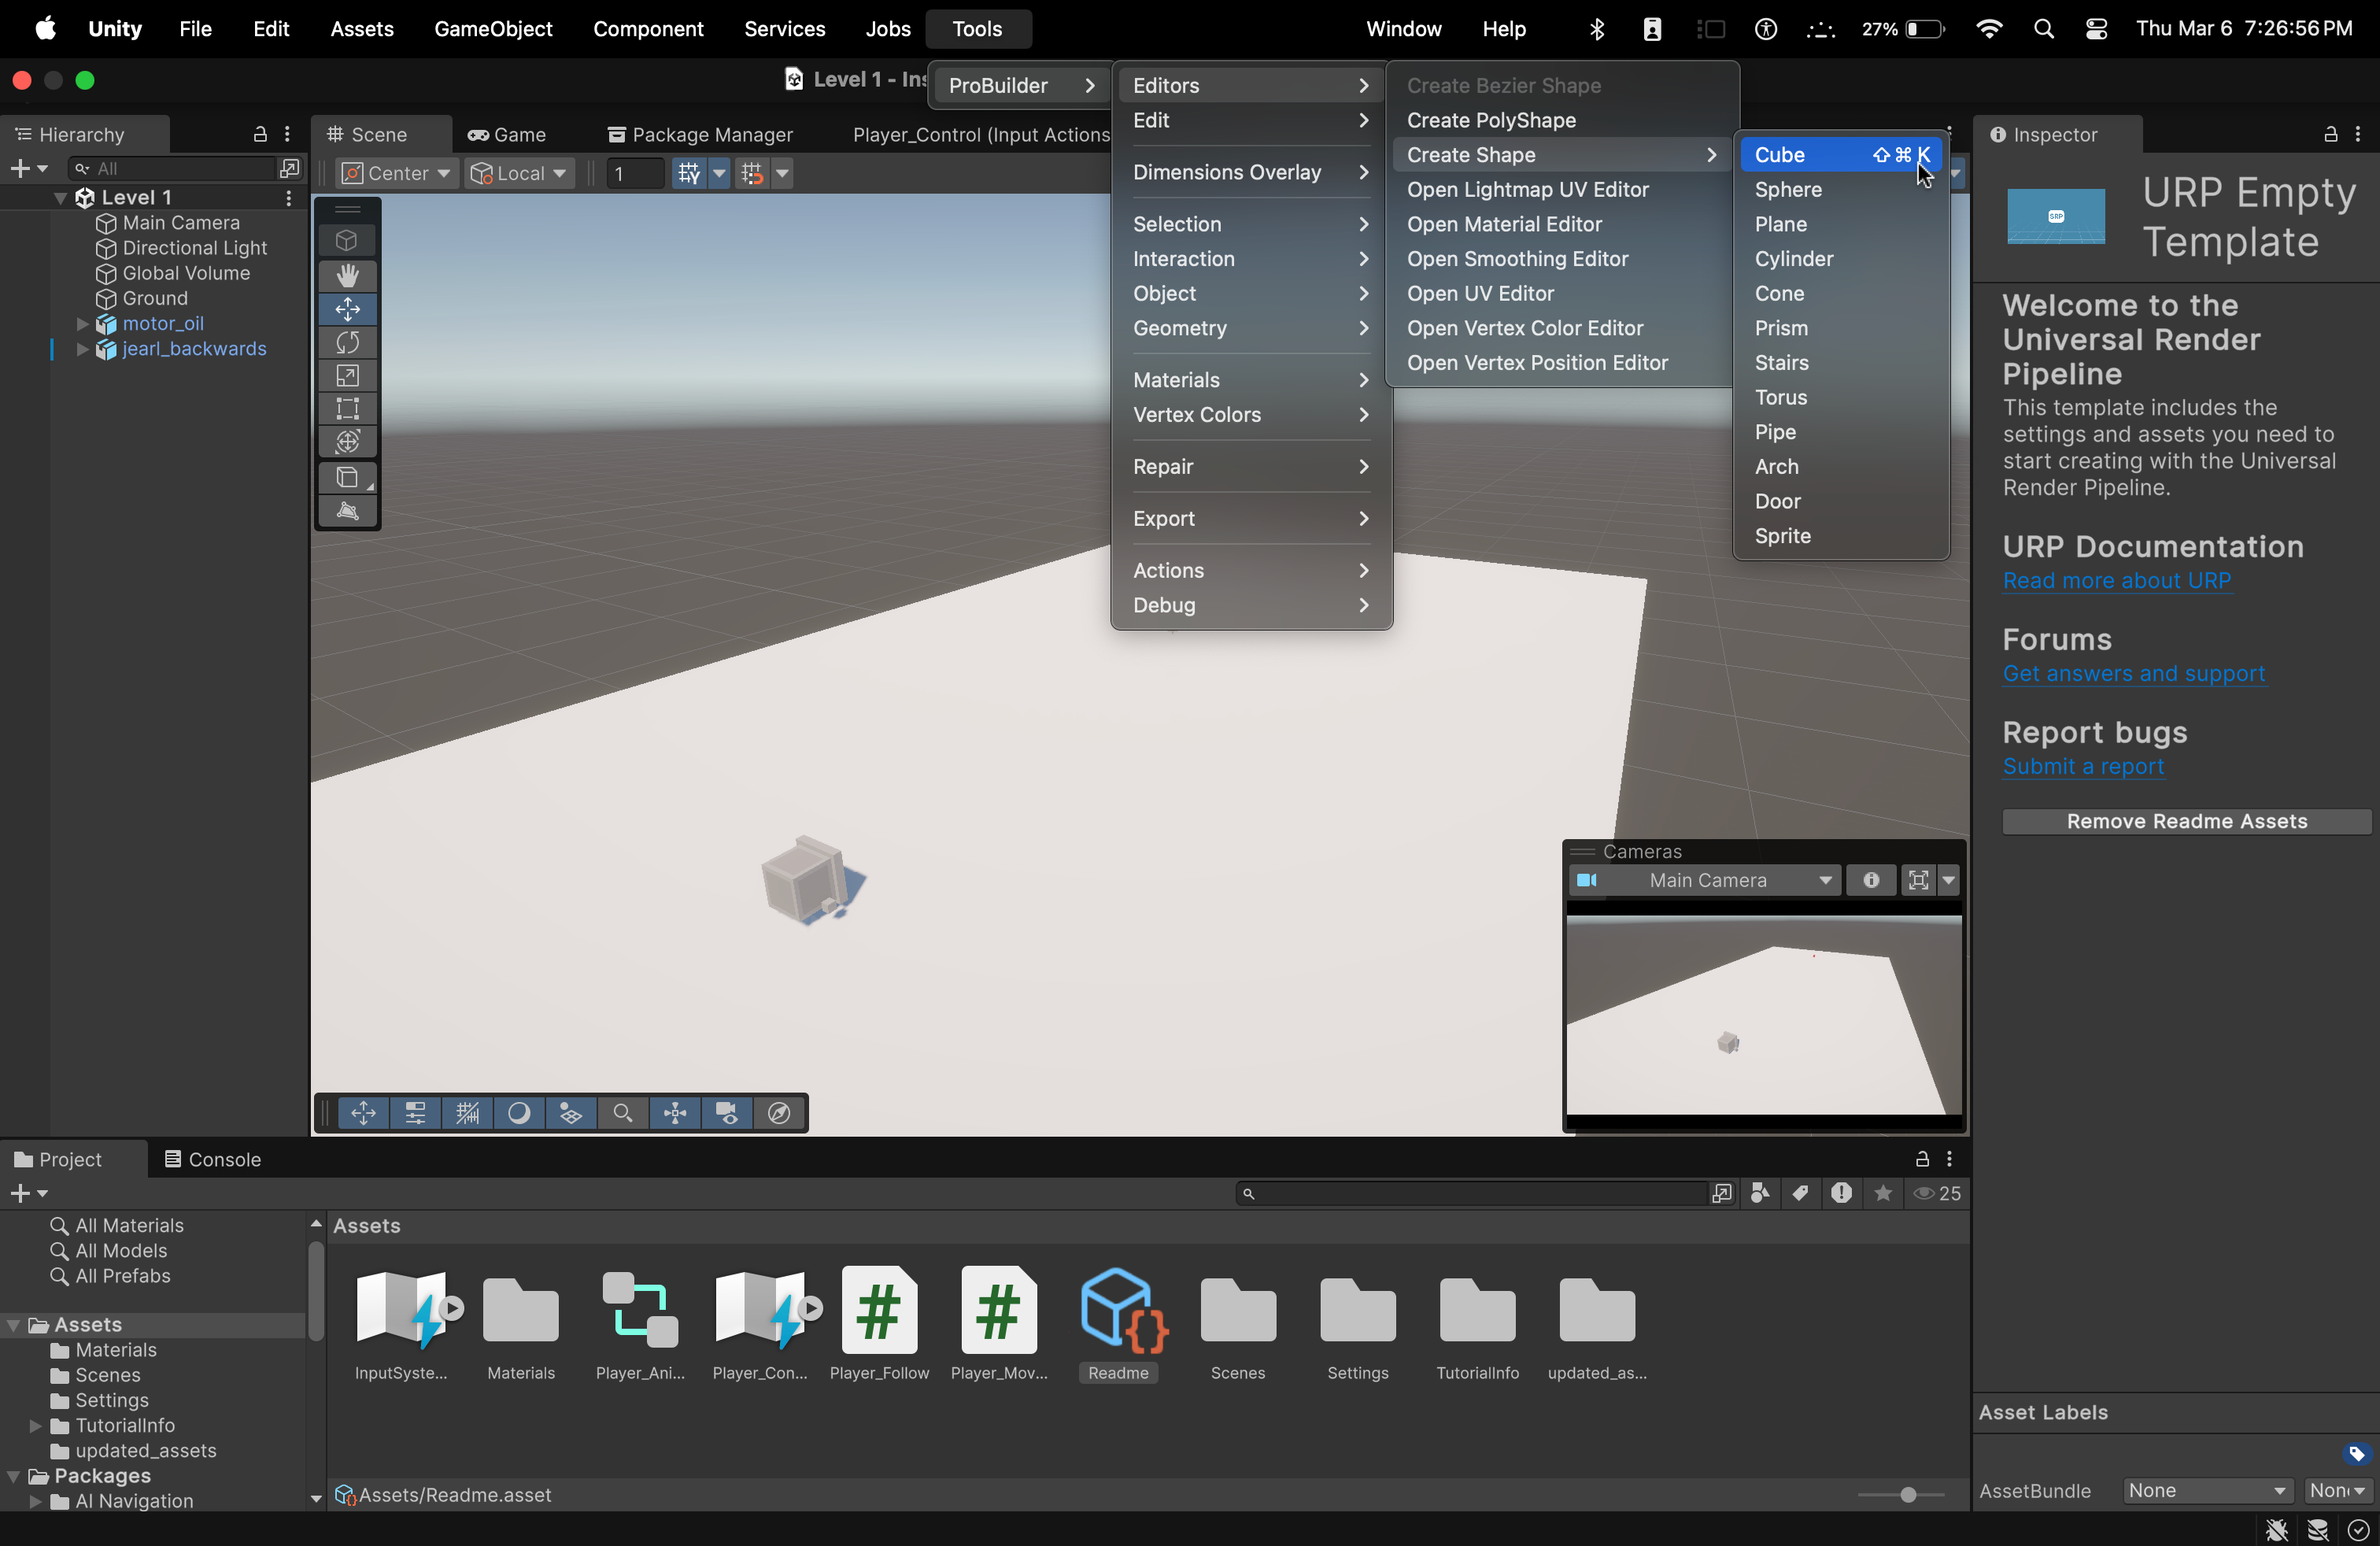 Unity File Edit Assets GameObject Component Services Jobs Tools Window Help 27% Thu Mar 6 7:26:56 PM
Level 1 - Ins
ProBuilder
Editors
Edit
Dimensions Overlay
Selection
Interaction
Object
Geometry
Materials
Vertex Colors
Repair
Export
Actions
Debug
Create Bezier Shape
Create PolyShape
Create Shape
Open Lightmap UV Editor
Open Material Editor
Open Smoothing Editor
Open UV Editor
Open Vertex Color Editor
Open Vertex Position Editor
Cube ⇧⌘K
Sphere
Plane
Cylinder
Cone
Prism
Stairs
Torus
Pipe
Arch
Door
Sprite
Hierarchy
All
Level 1
Main Camera
Directional Light
Global Volume
Ground
motor_oil
jearl_backwards
Scene Game Package Manager Player_Control (Input Actions
Center Local 1
Cameras
Main Camera
Inspector
SRP
URP Empty
Template
Welcome to the
Universal Render
Pipeline
This template includes the
settings and assets you need to
start creating with the Universal
Render Pipeline.
URP Documentation
Read more about URP
Forums
Get answers and support
Report bugs
Submit a report
Remove Readme Assets
Project Console
25
All Materials
All Models
All Prefabs
Assets
Materials
Scenes
Settings
TutorialInfo
updated_assets
Packages
AI Navigation
Assets
InputSyste... Materials Player_Ani... Player_Con... Player_Follow Player_Mov... Readme Scenes Settings TutorialInfo updated_as...
Assets/Readme.asset
Asset Labels
AssetBundle None Non